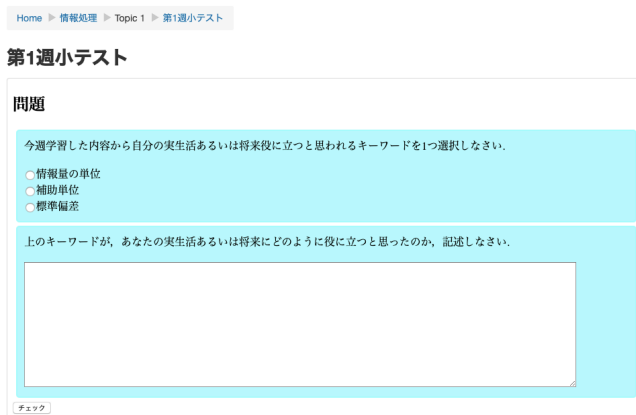 Home ▶ 情報処理 ▶ Topic 1 ▶ 第1週小テスト
第1週小テスト
問題
今週学習した内容から自分の実生活あるいは将来役に立つと思われるキーワードを1つ選択しなさい.
情報量の単位
補助単位
標準偏差
上のキーワードが，あなたの実生活あるいは将来にどのように役に立つと思ったのか，記述しなさい.
チェック